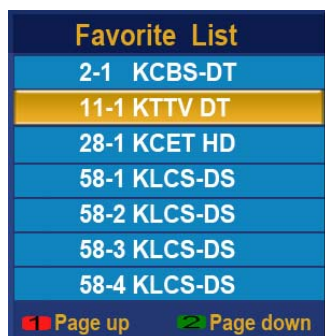 Favorite List
2-1 KCBS-DT
11-1 KTTV DT
28-1 KCET HD
58-1 KLCS-DS
58-2 KLCS-DS
58-3 KLCS-DS
58-4 KLCS-DS
1 Page up 2 Page down